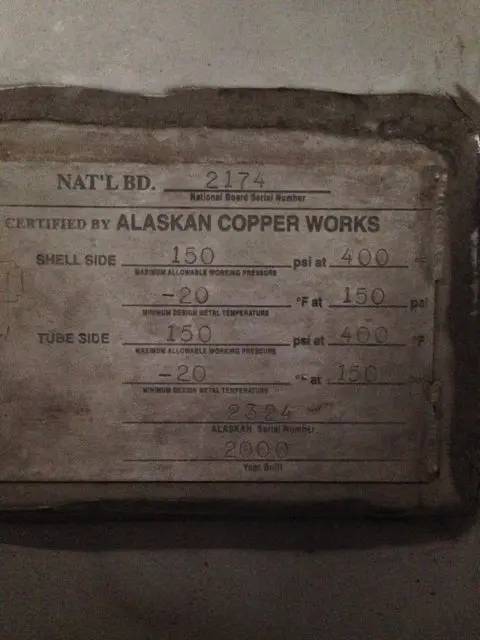 NAT'L BD. 2174
National Board Serial Number
CERTIFIED BY ALASKAN COPPER WORKS
SHELL SIDE 150 psi at 400 °F
MAXIMUM ALLOWABLE WORKING PRESSURE
-20 °F at 150 psi
MINIMUM DESIGN METAL TEMPERATURE
TUBE SIDE 150 psi at 400 °F
MAXIMUM ALLOWABLE WORKING PRESSURE
-20 °F at 150
MINIMUM DESIGN METAL TEMPERATURE
2324
ALASKAN Serial Number
2000
Year Built